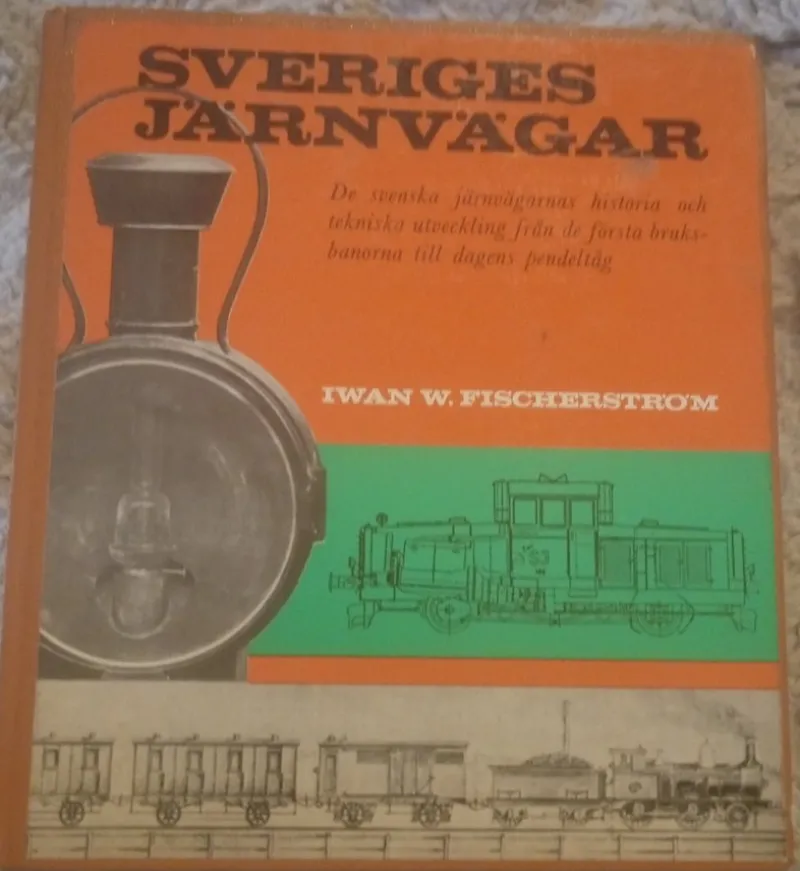 SVERIGES
JÄRNVÄGAR
De svenska järnvägarnas historia och
tekniska utveckling från de första bruks-
banorna till dagens pendeltåg
IWAN W. FISCHERSTRÖM